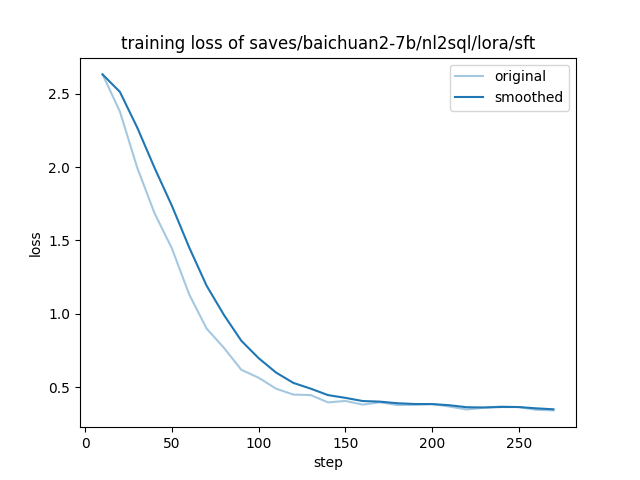 training loss of saves/baichuan2-7b/nl2sql/lora/sft
original
smoothed
2.5
2.0
1.5
1.0
0.5
loss
0 50 100 150 200 250
step